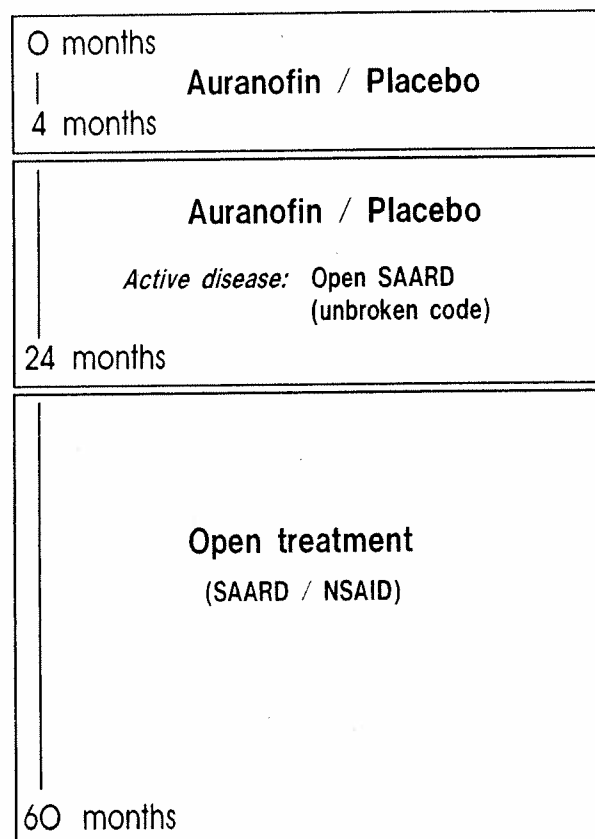 0 months
Auranofin / Placebo
4 months
Auranofin / Placebo
Active disease: Open SAARD
(unbroken code)
24 months
Open treatment
(SAARD / NSAID)
60 months